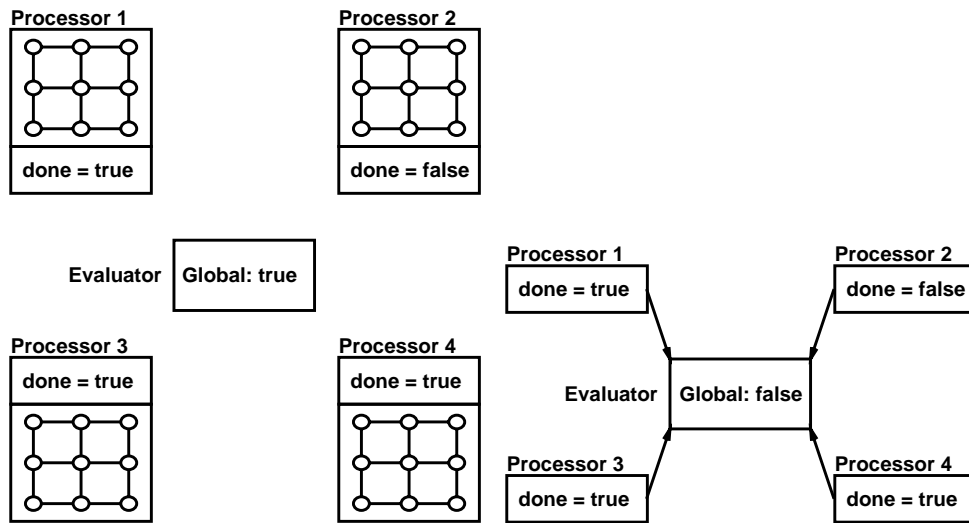 Processor 1
done = true
Processor 2
done = false
Evaluator
Global: true
Processor 3
done = true
Processor 4
done = true
Processor 1
done = true
Processor 2
done = false
Evaluator
Global: false
Processor 3
done = true
Processor 4
done = true